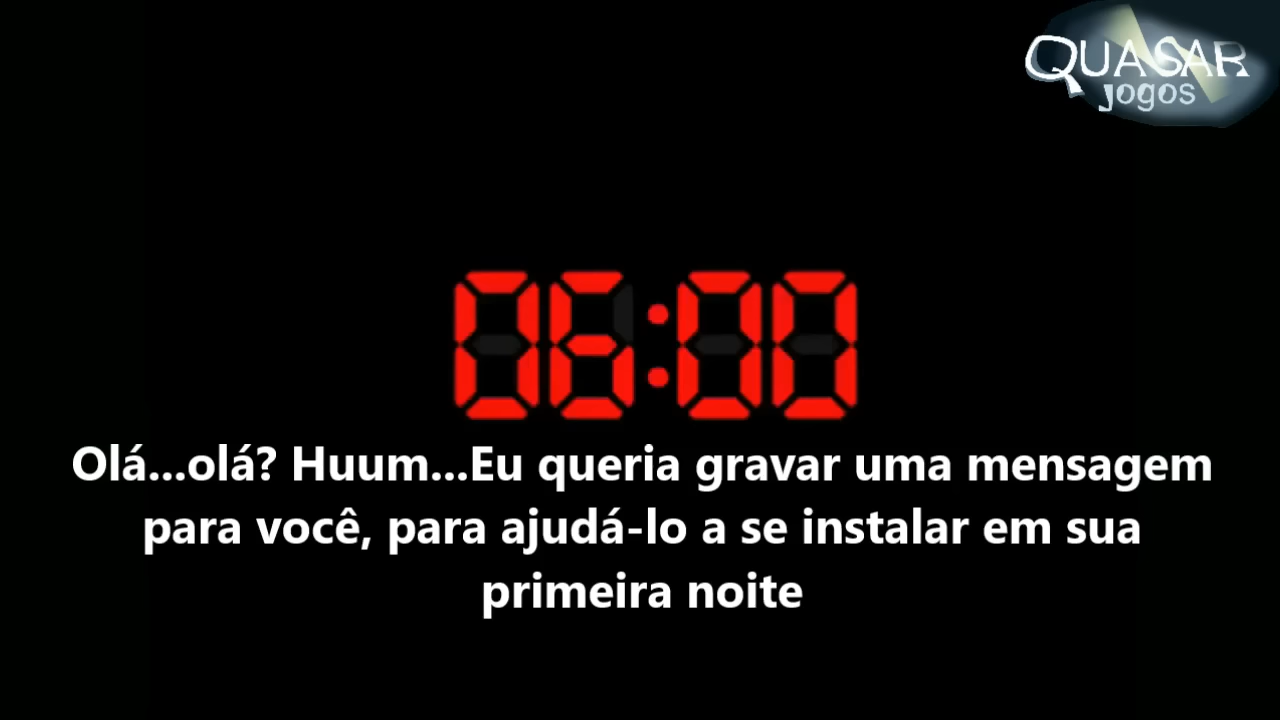 QUASAR
jogos
06:00
Olá...olá? Huum...Eu queria gravar uma mensagem
para você, para ajudá-lo a se instalar em sua
primeira noite